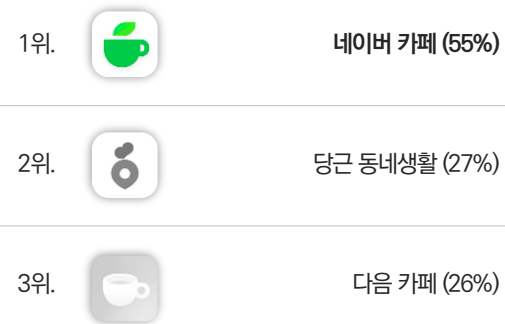 1위. 네이버 카페 (55%)
2위. 당근 동네생활 (27%)
3위. 다음 카페 (26%)